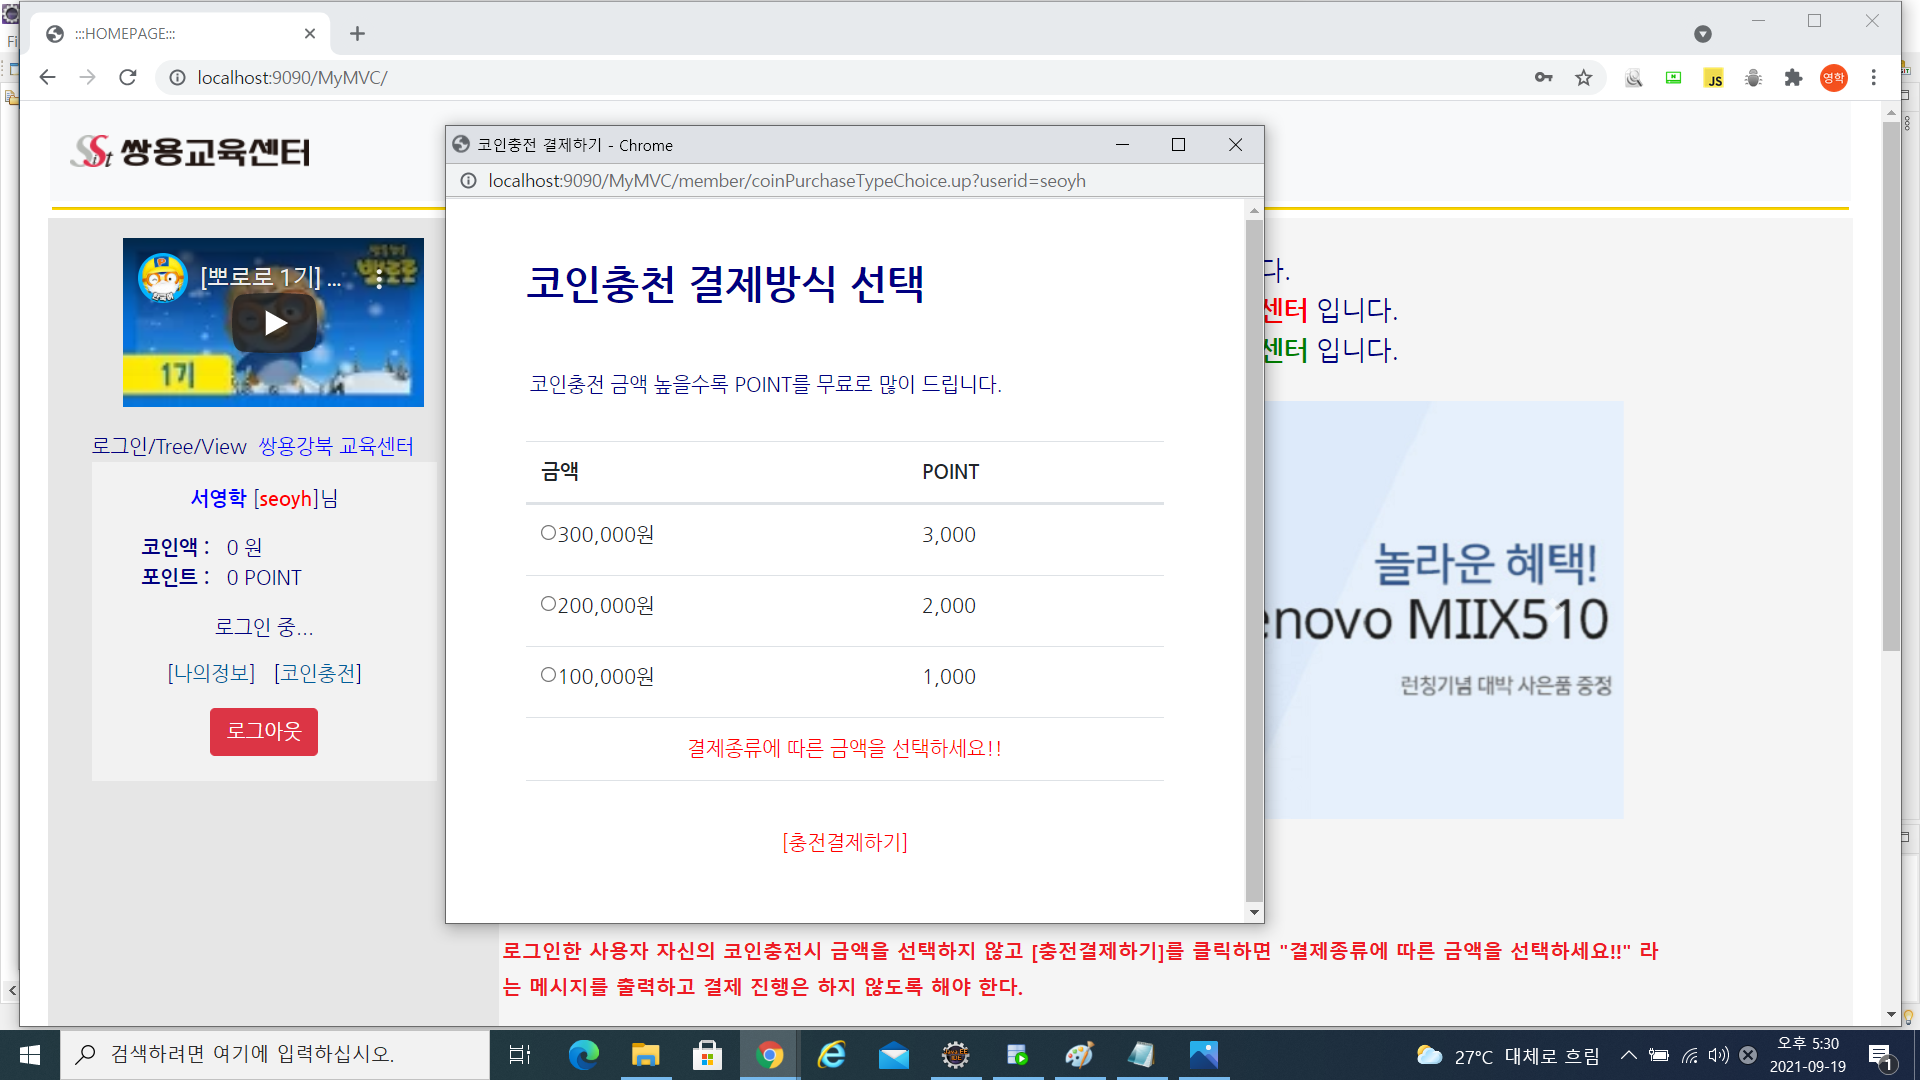 :::HOMEPAGE:::
localhost:9090/MyMVC/
영학
SSist 쌍용교육센터
코인충전 결제하기 - Chrome
localhost:9090/MyMVC/member/coinPurchaseTypeChoice.up?userid=seoyh
[뽀로로 1기] ...
1기
로그인/Tree/View 쌍용강북 교육센터
서영학 [seoyh]님
코인액 : 0 원
포인트 : 0 POINT
로그인 중...
[나의정보] [코인충전]
로그아웃
코인충천 결제방식 선택
코인충전 금액 높을수록 POINT를 무료로 많이 드립니다.
금액 POINT
300,000원 3,000
200,000원 2,000
100,000원 1,000
결제종류에 따른 금액을 선택하세요!!
[충전결제하기]
다.
센터 입니다.
센터 입니다.
놀라운 혜택!
enovo MIIX510
런칭기념 대박 사은품 증정
로그인한 사용자 자신의 코인충전시 금액을 선택하지 않고 [충전결제하기]를 클릭하면 "결제종류에 따른 금액을 선택하세요!!" 라
는 메시지를 출력하고 결제 진행은 하지 않도록 해야 한다.
검색하려면 여기에 입력하십시오.
27°C 대체로 흐림
오후 5:30
2021-09-19
1